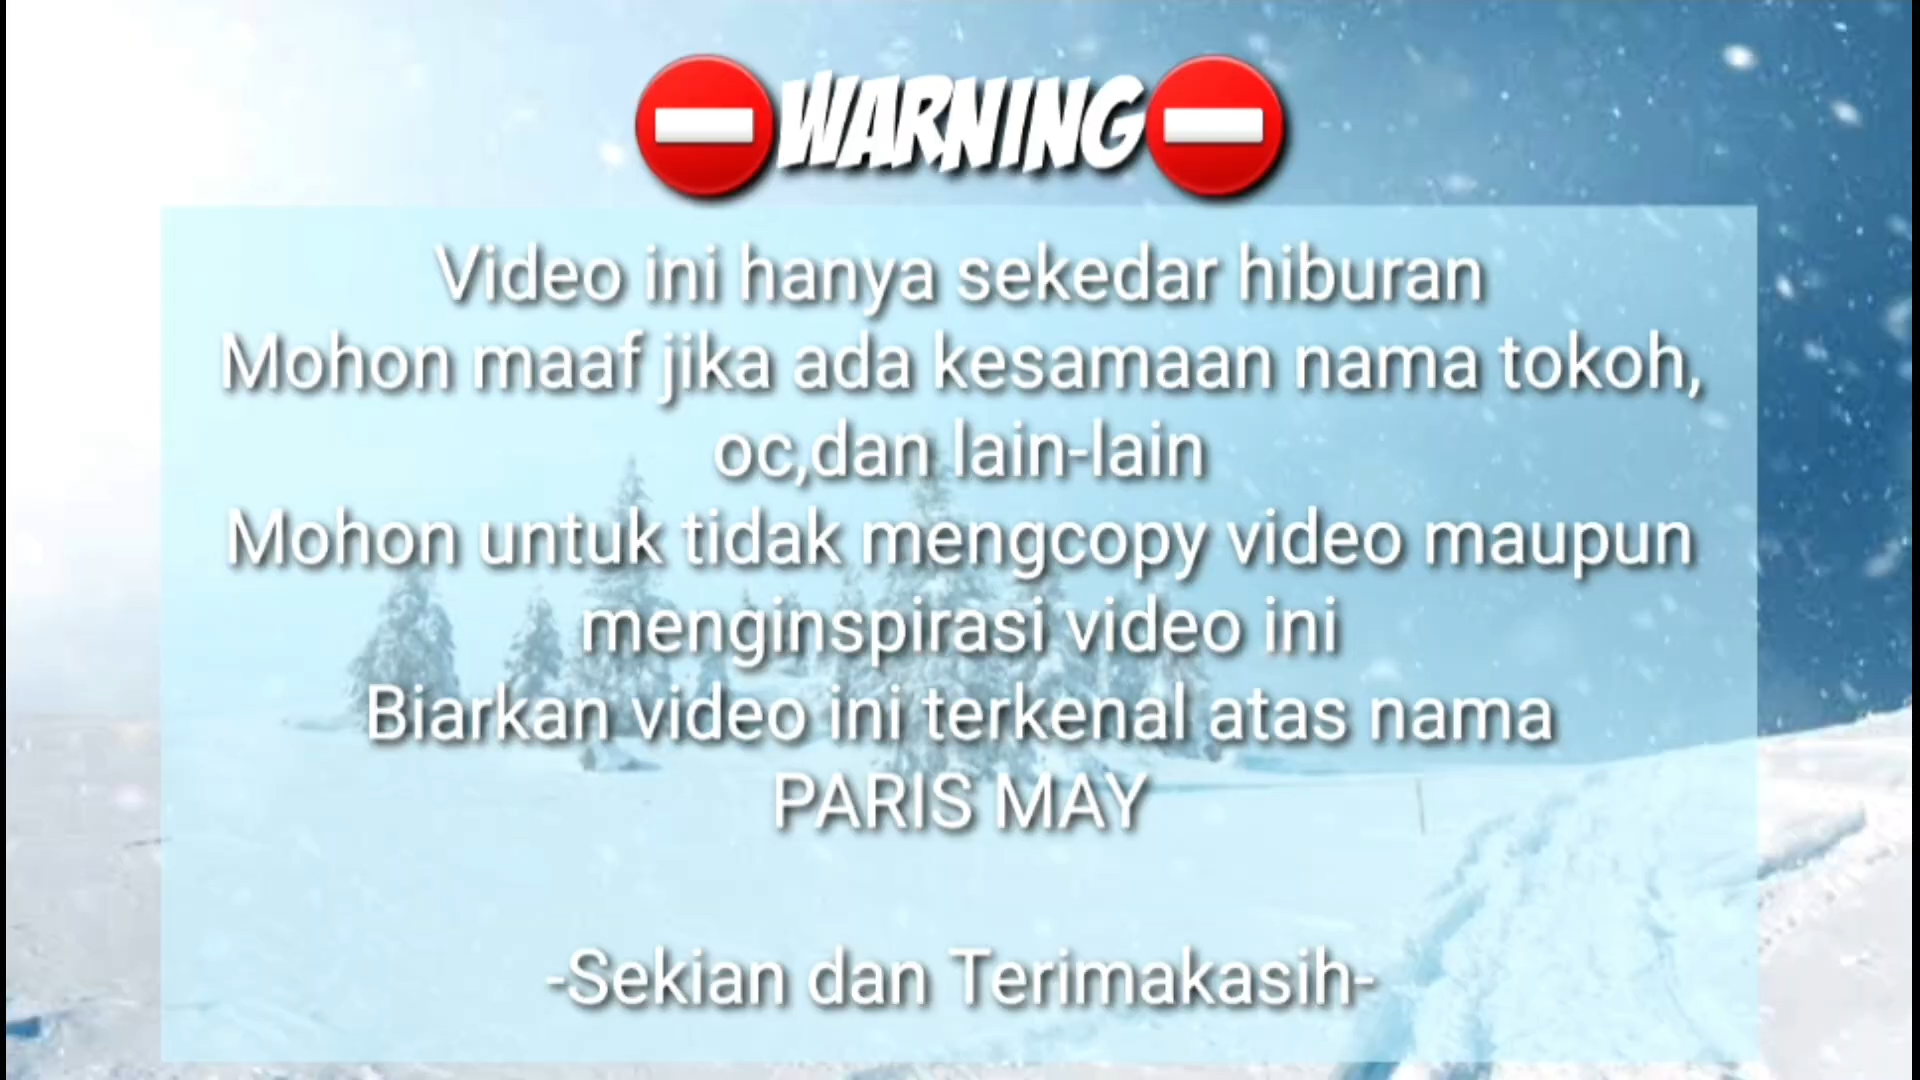 ⛔WARNING⛔
Video ini hanya sekedar hiburan
Mohon maaf jika ada kesamaan nama tokoh,
oc,dan lain-lain
Mohon untuk tidak mengcopy video maupun
menginspirasi video ini
Biarkan video ini terkenal atas nama
PARIS MAY
-Sekian dan Terimakasih-